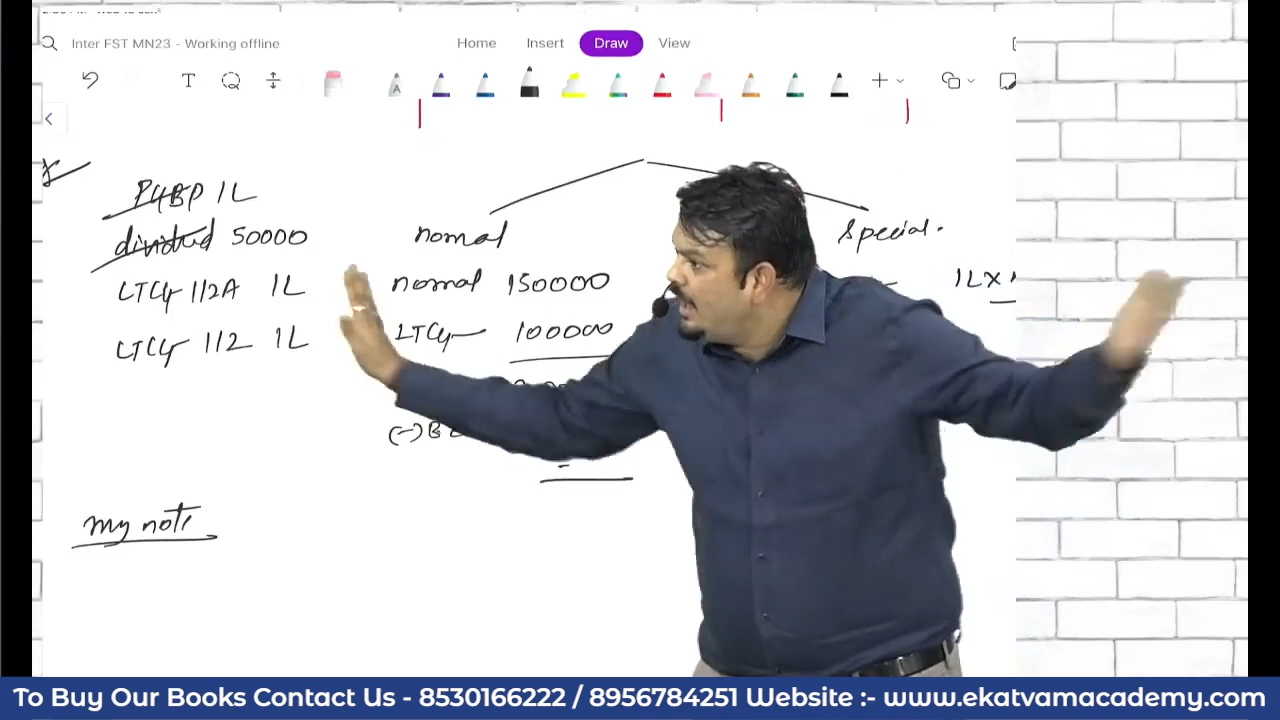 Inter FST MN23 - Working offline
Home Insert Draw View
T
A
PGBP 1L
dividend 50000
LTCG 112A 1L
LTCG 112 1L
normal
normal 150000
LTCG 100000
(-) B
special.
1L X
my note
To Buy Our Books Contact Us - 8530166222 / 8956784251 Website :- www.ekatvamacademy.com